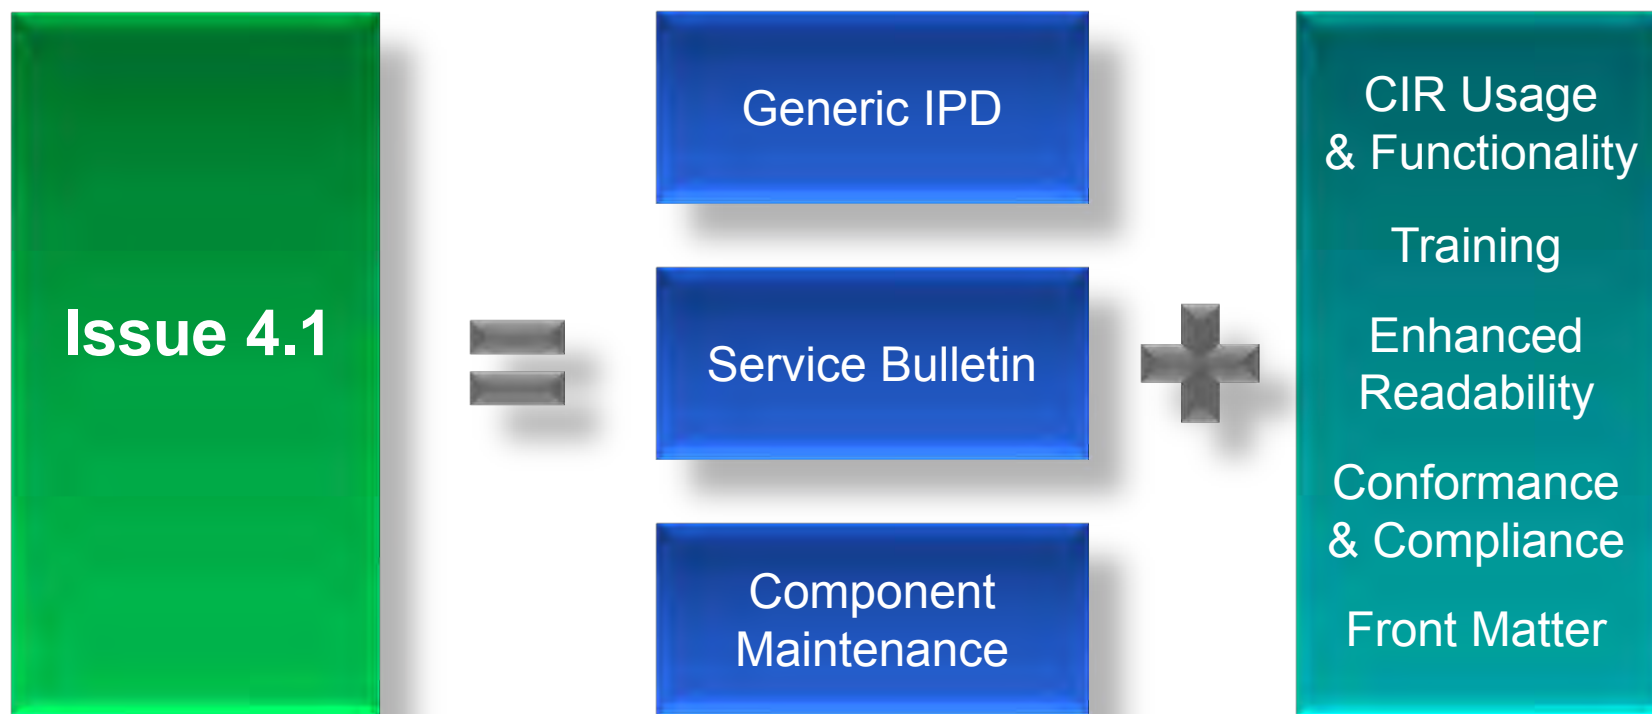 Issue 4.1
Generic IPD
Service Bulletin
Component
Maintenance
CIR Usage
& Functionality
Training
Enhanced
Readability
Conformance
& Compliance
Front Matter